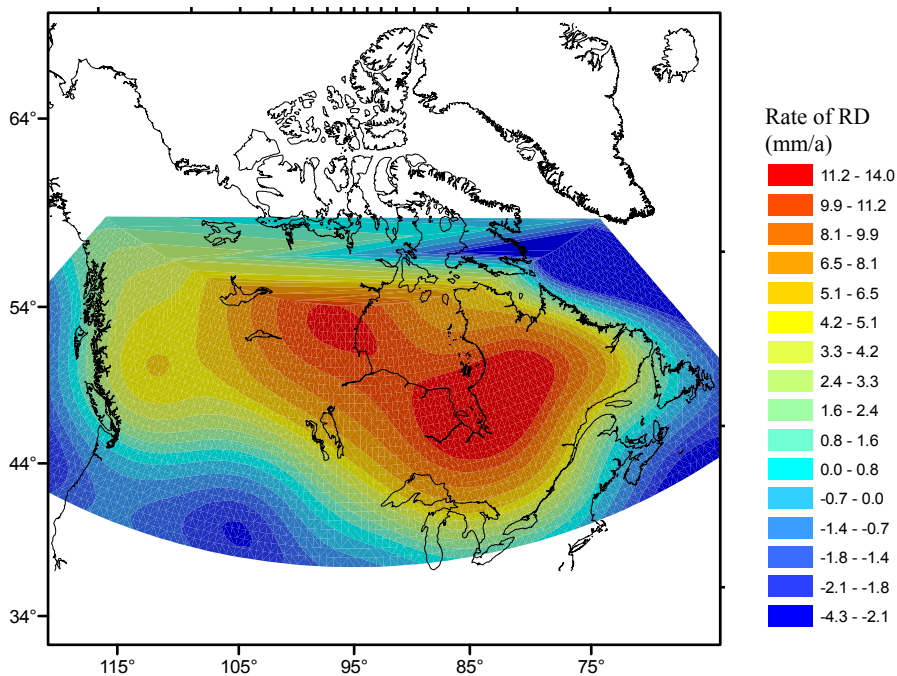 64°
54°
44°
34°
115°
105°
95°
85°
75°
Rate of RD
(mm/a)
11.2 - 14.0
9.9 - 11.2
8.1 - 9.9
6.5 - 8.1
5.1 - 6.5
4.2 - 5.1
3.3 - 4.2
2.4 - 3.3
1.6 - 2.4
0.8 - 1.6
0.0 - 0.8
-0.7 - 0.0
-1.4 - -0.7
-1.8 - -1.4
-2.1 - -1.8
-4.3 - -2.1